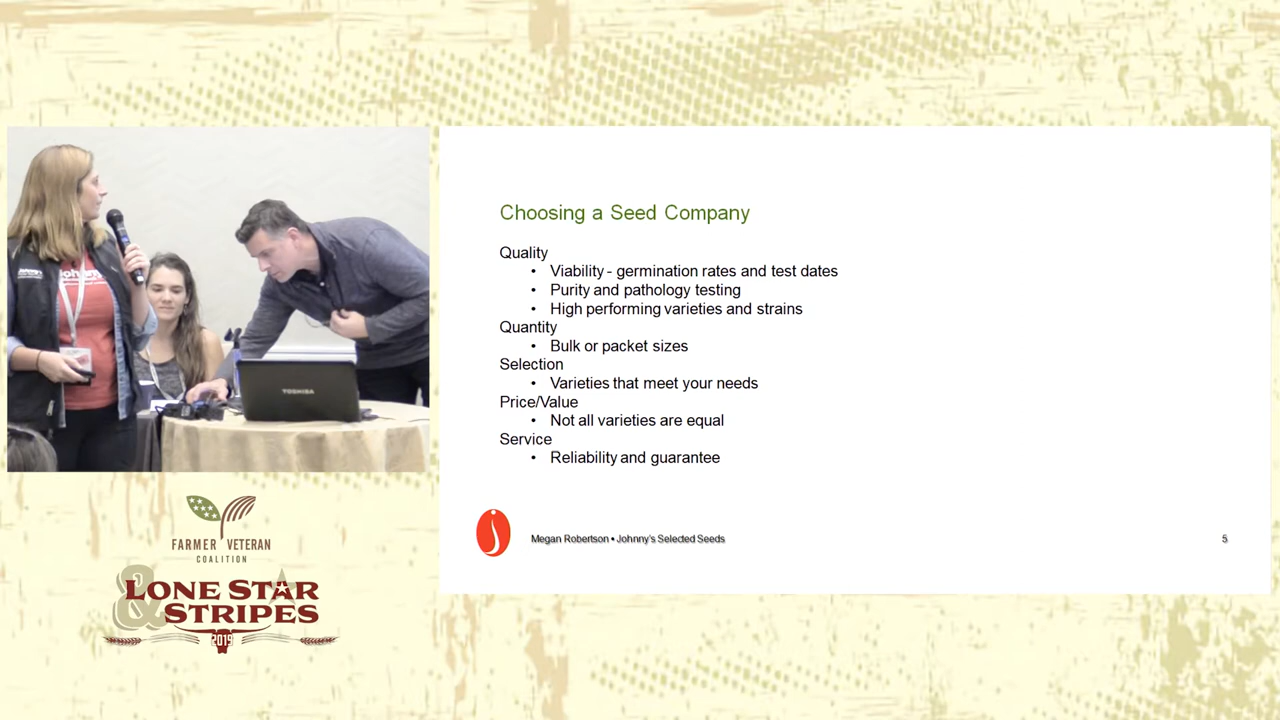 Choosing a Seed Company
Quality
• Viability - germination rates and test dates
• Purity and pathology testing
• High performing varieties and strains
Quantity
• Bulk or packet sizes
Selection
• Varieties that meet your needs
Price/Value
• Not all varieties are equal
Service
• Reliability and guarantee
Megan Robertson • Johnny's Selected Seeds
5
TOSHIBA
FARMER VETERAN
COALITION
LONE STAR
& STRIPES
2019